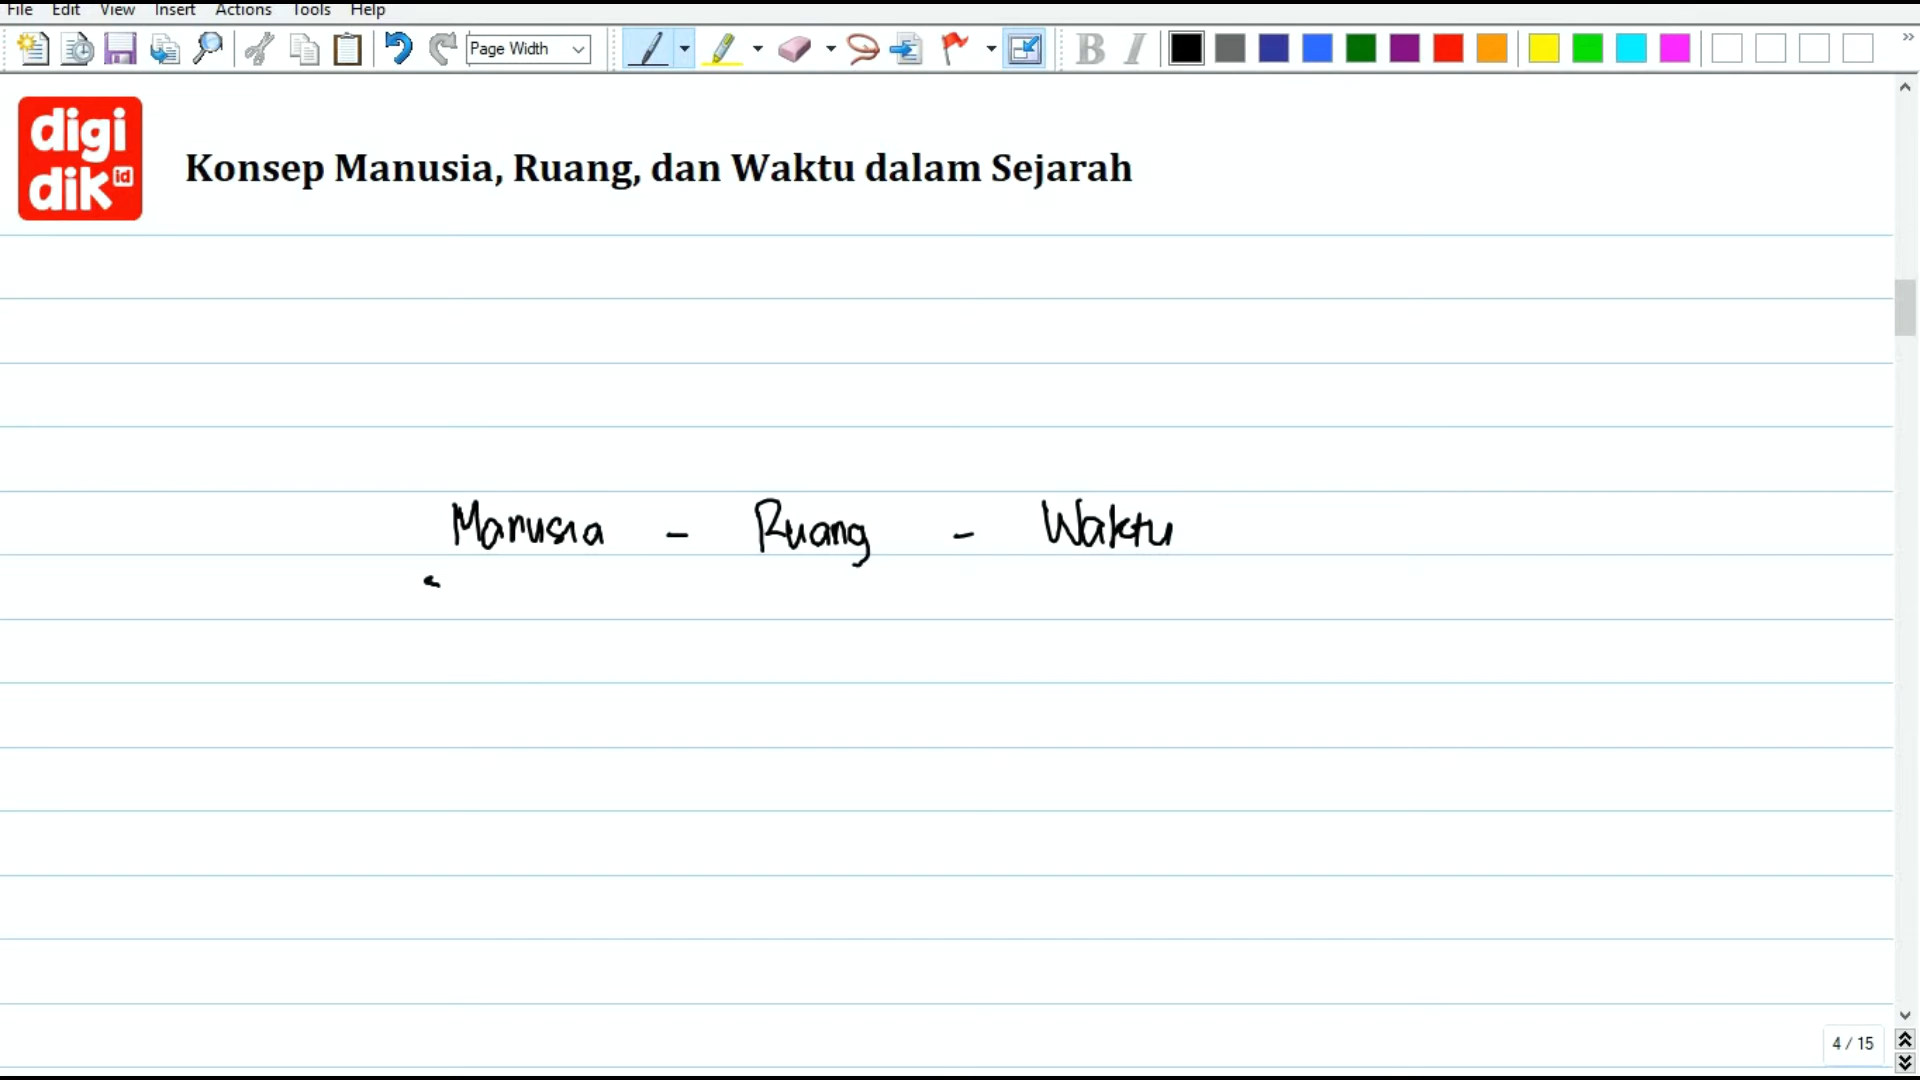 File Edit View Insert Actions Tools Help
Page Width
B I
digi
dik id
Konsep Manusia, Ruang, dan Waktu dalam Sejarah
Manusia - Ruang - Waktu
4 / 15